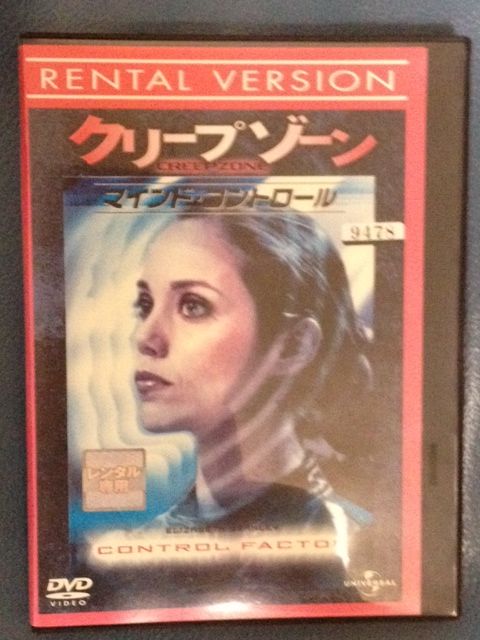 RENTAL VERSION
クリープゾーン
CREEPZONE
マインド・コントロール
9478
レンタル
専用
CONTROL FACTO
DVD
VIDEO
UNIVERSAL